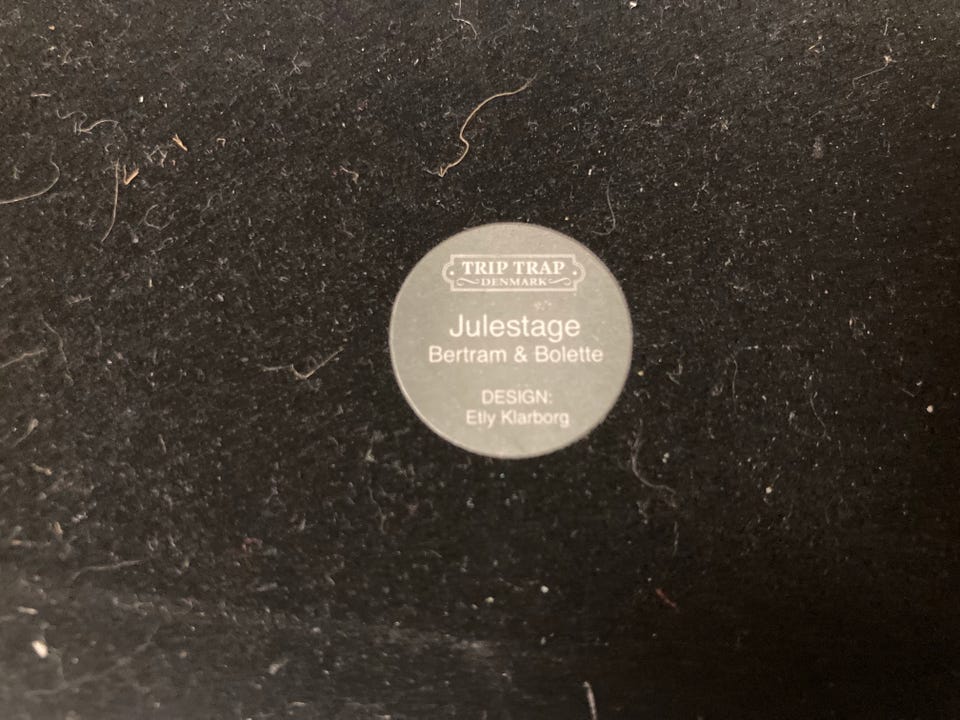 TRIP TRAP
DENMARK
Julestage
Bertram & Bolette
DESIGN:
Etly Klarborg